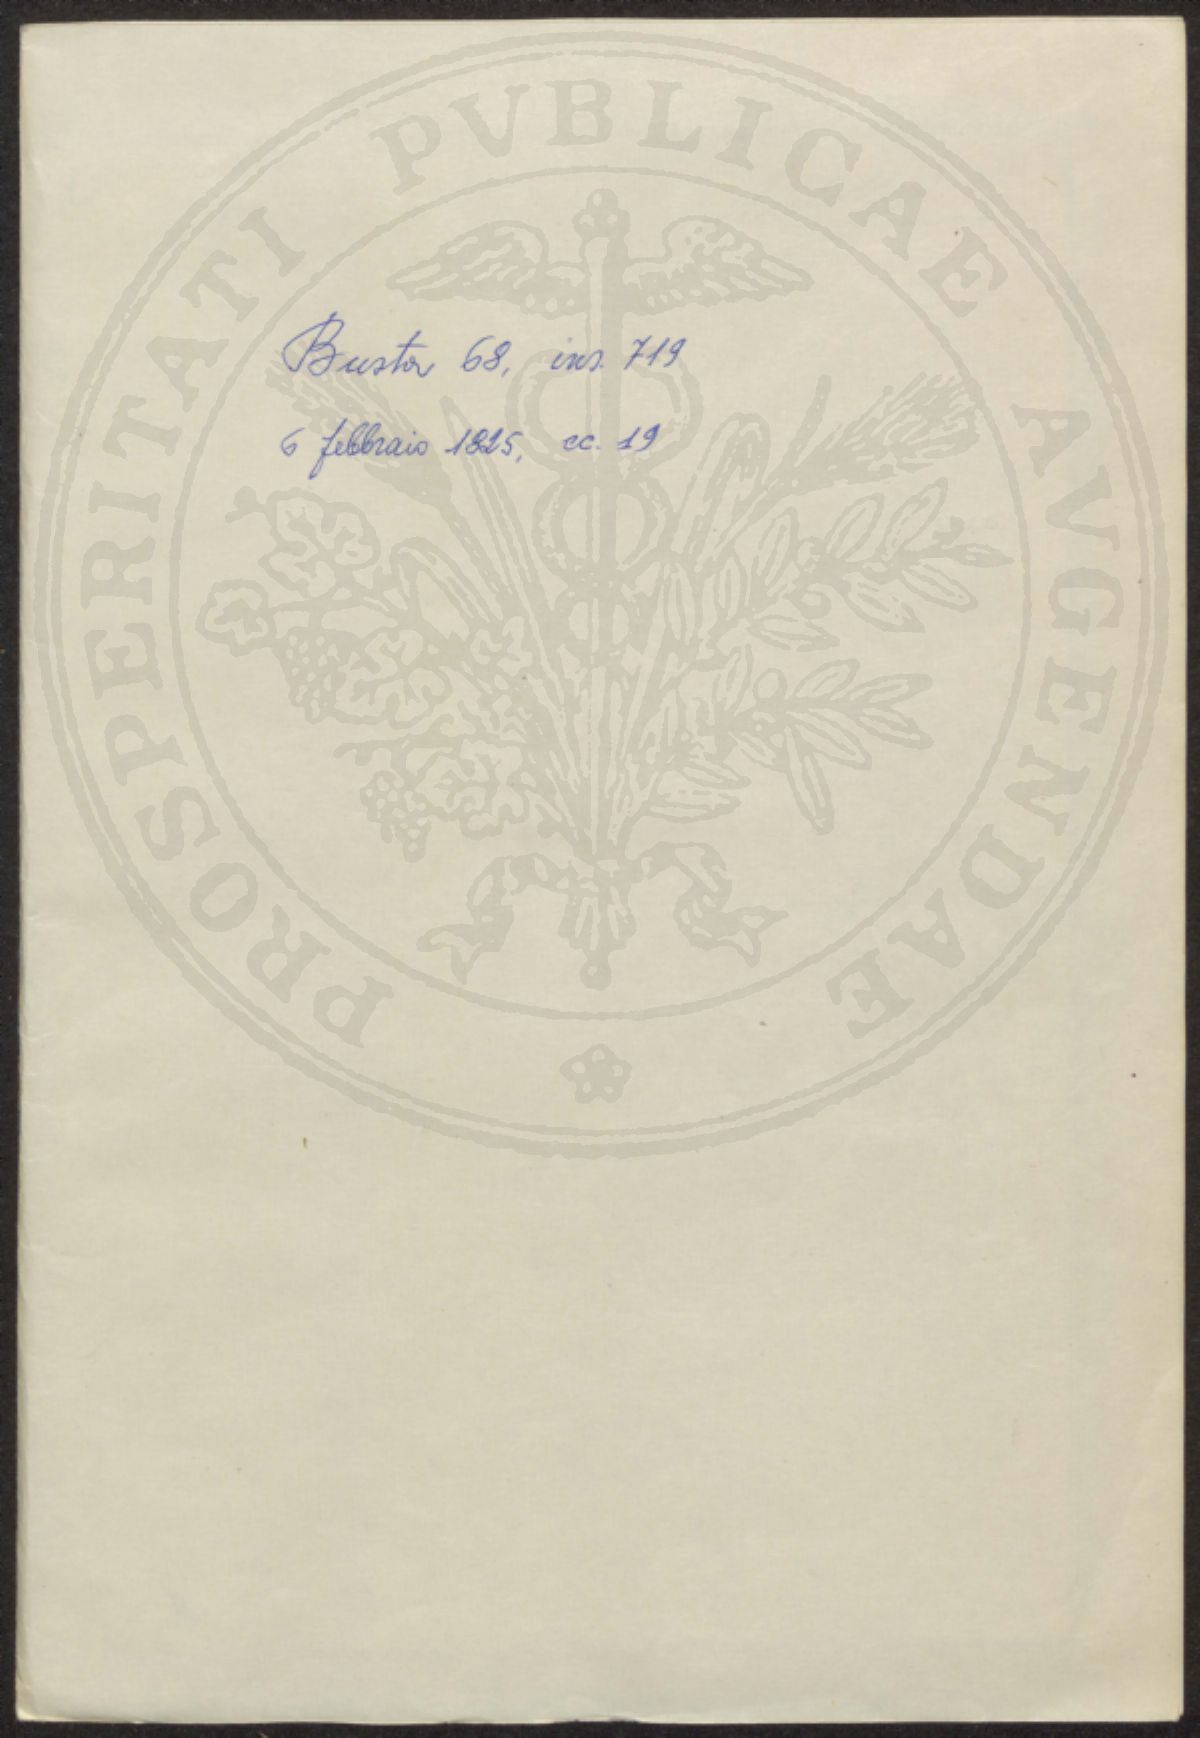 PROSPERITATI PVBLICAE AVGENDAE
Busta 68, ins. 719
6 febbraio 1825, cc. 19